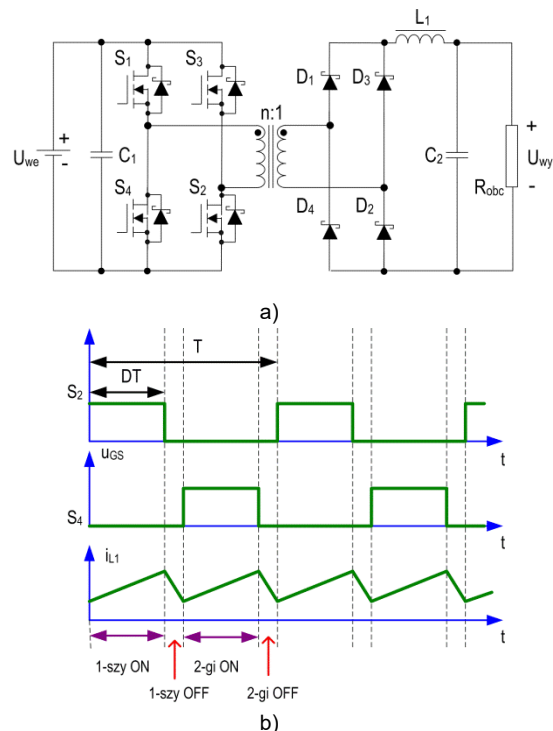 L₁
S₁ S₃
D₁ D₃
n:1
+ +
Uwe C₁ C₂ Uwy
- -
S₄ S₂ Robc
D₄ D₂
a)
T
DT
S₂
uGS t
S₄
t
iL1
t
1-szy ON 2-gi ON
1-szy OFF 2-gi OFF
b)